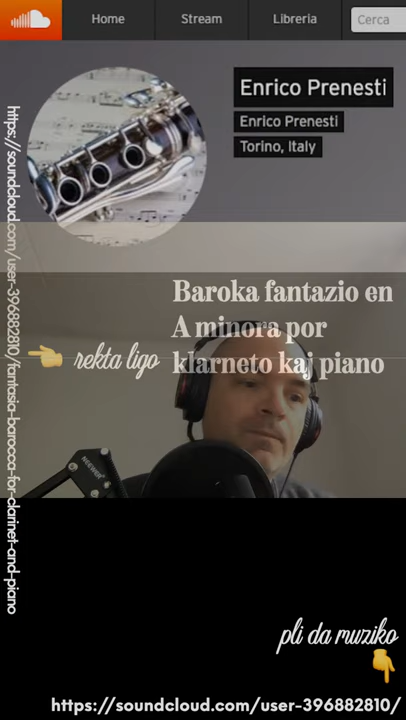 Home Stream Libreria Cerca
Enrico Prenesti
Enrico Prenesti
Torino, Italy
Baroka fantazio en
A minora por
klarneto kaj piano
👈 rekta ligo
https://soundcloud.com/user-396882810/fantasia-barocca-for-clarinet-and-piano
NEEWER
pli da muziko
👇
https://soundcloud.com/user-396882810/